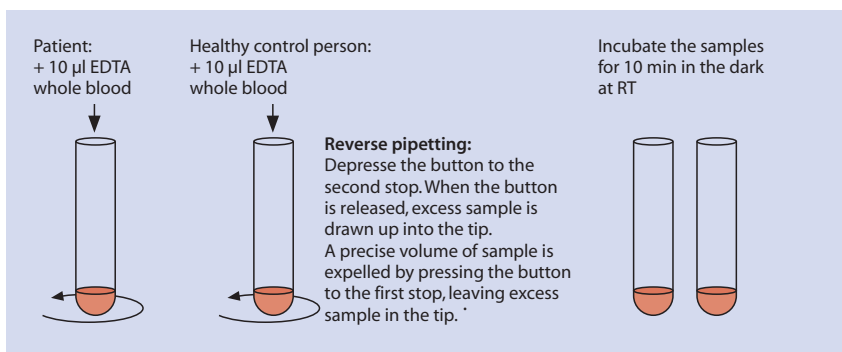 Patient:
+ 10 µl EDTA
whole blood
Healthy control person:
+ 10 µl EDTA
whole blood
Reverse pipetting:
Depresse the button to the
second stop. When the button
is released, excess sample is
drawn up into the tip.
A precise volume of sample is
expelled by pressing the button
to the first stop, leaving excess
sample in the tip.
Incubate the samples
for 10 min in the dark
at RT